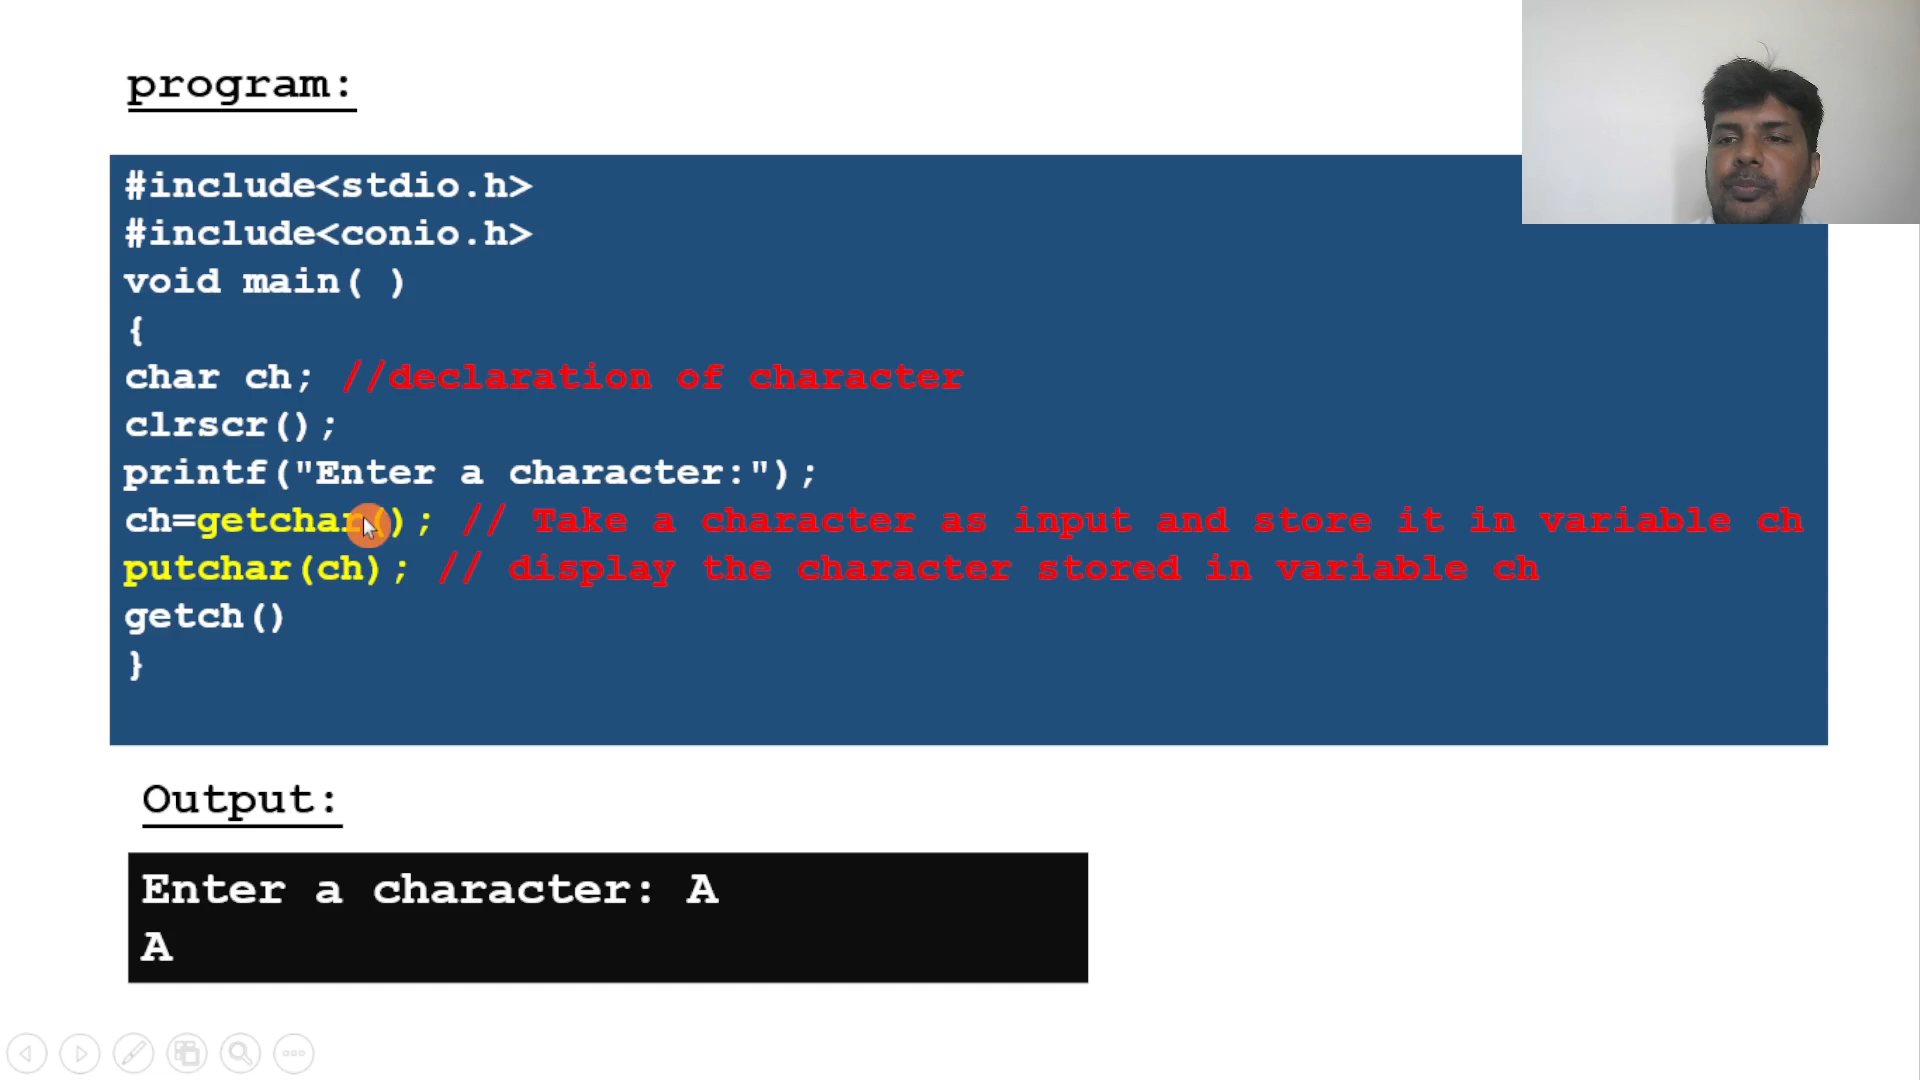 program:
#include<stdio.h>
#include<conio.h>
void main( )
{
char ch; //declaration of character
clrscr();
printf("Enter a character:");
ch=getchar(); // Take a character as input and store it in variable ch
putchar(ch); // display the character stored in variable ch
getch()
}
Output:
Enter a character: A
A